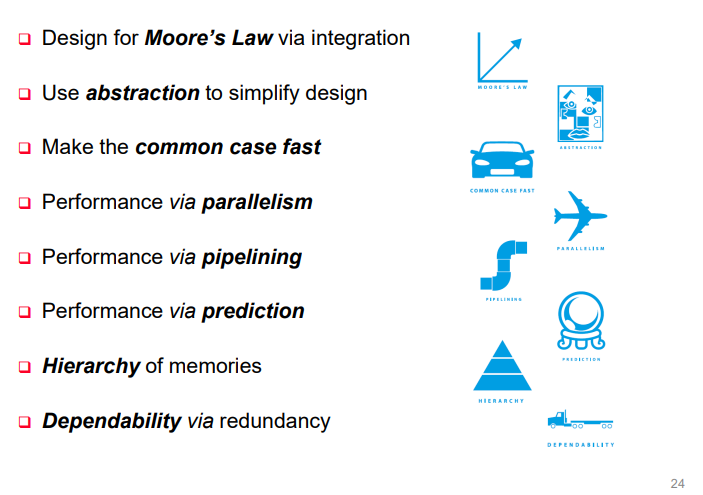 Design for Moore's Law via integration
Use abstraction to simplify design
Make the common case fast
Performance via parallelism
Performance via pipelining
Performance via prediction
Hierarchy of memories
Dependability via redundancy
MOORE'S LAW
ABSTRACTION
COMMON CASE FAST
PARALLELISM
PIPELINING
PREDICTION
HIERARCHY
DEPENDABILITY
24